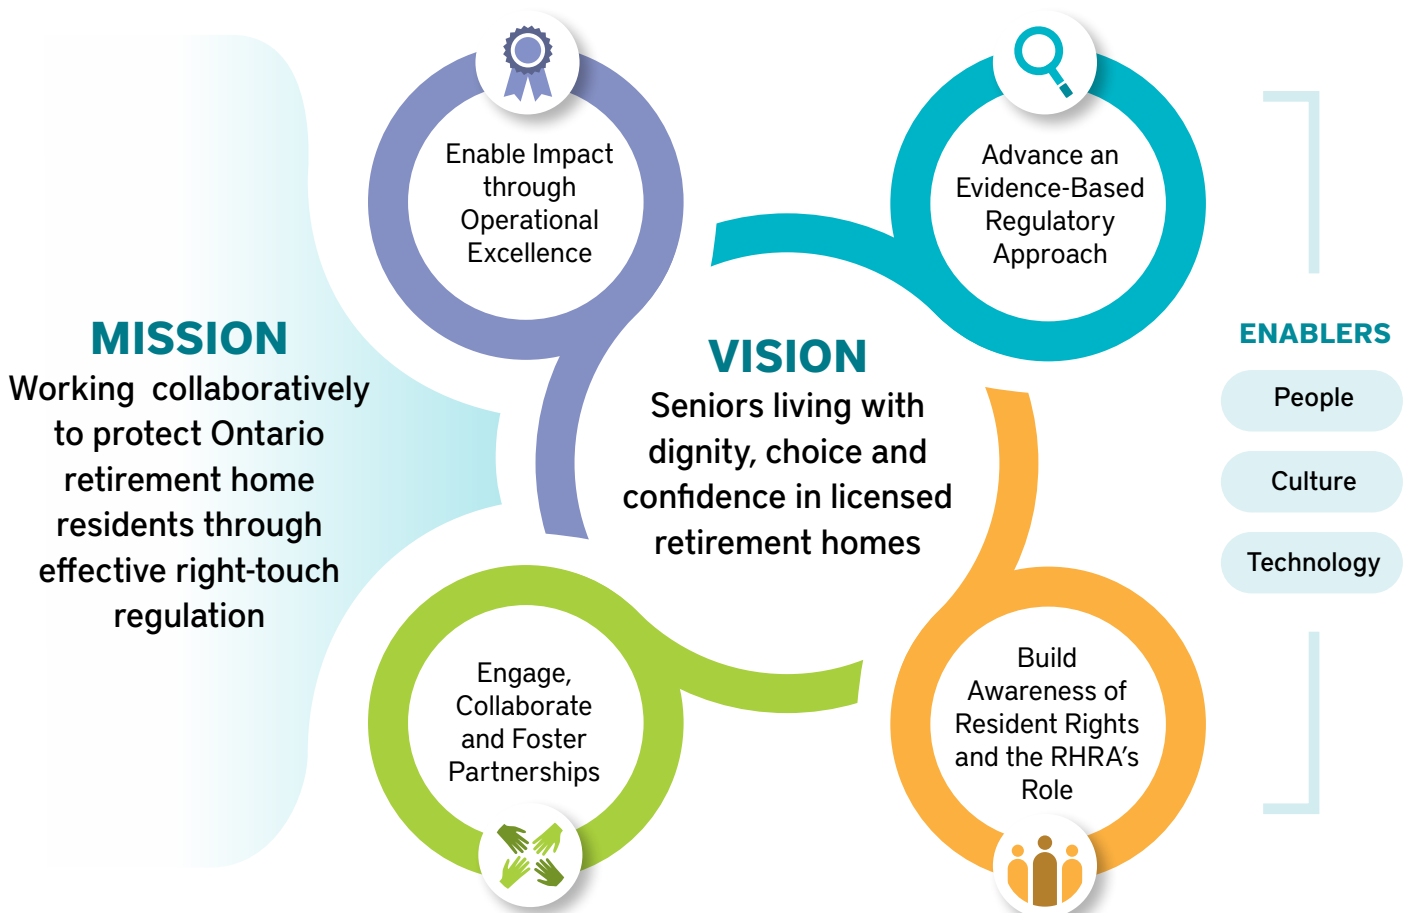 MISSION
Working collaboratively
to protect Ontario
retirement home
residents through
effective right-touch
regulation
Enable Impact
through
Operational
Excellence
Advance an
Evidence-Based
Regulatory
Approach
VISION
Seniors living with
dignity, choice and
confidence in licensed
retirement homes
Engage,
Collaborate
and Foster
Partnerships
Build
Awareness of
Resident Rights
and the RHRA’s
Role
ENABLERS
People
Culture
Technology